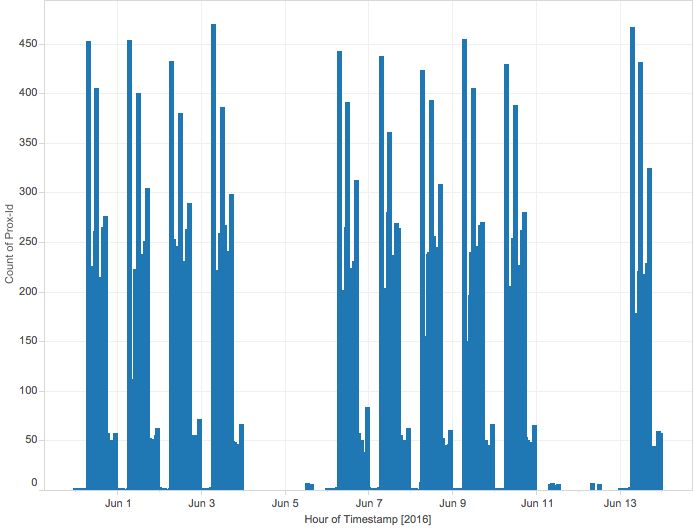 450
400
350
300
250
200
150
100
50
0
Count of Prox-Id
Jun 1
Jun 3
Jun 5
Jun 7
Jun 9
Jun 11
Jun 13
Hour of Timestamp [2016]